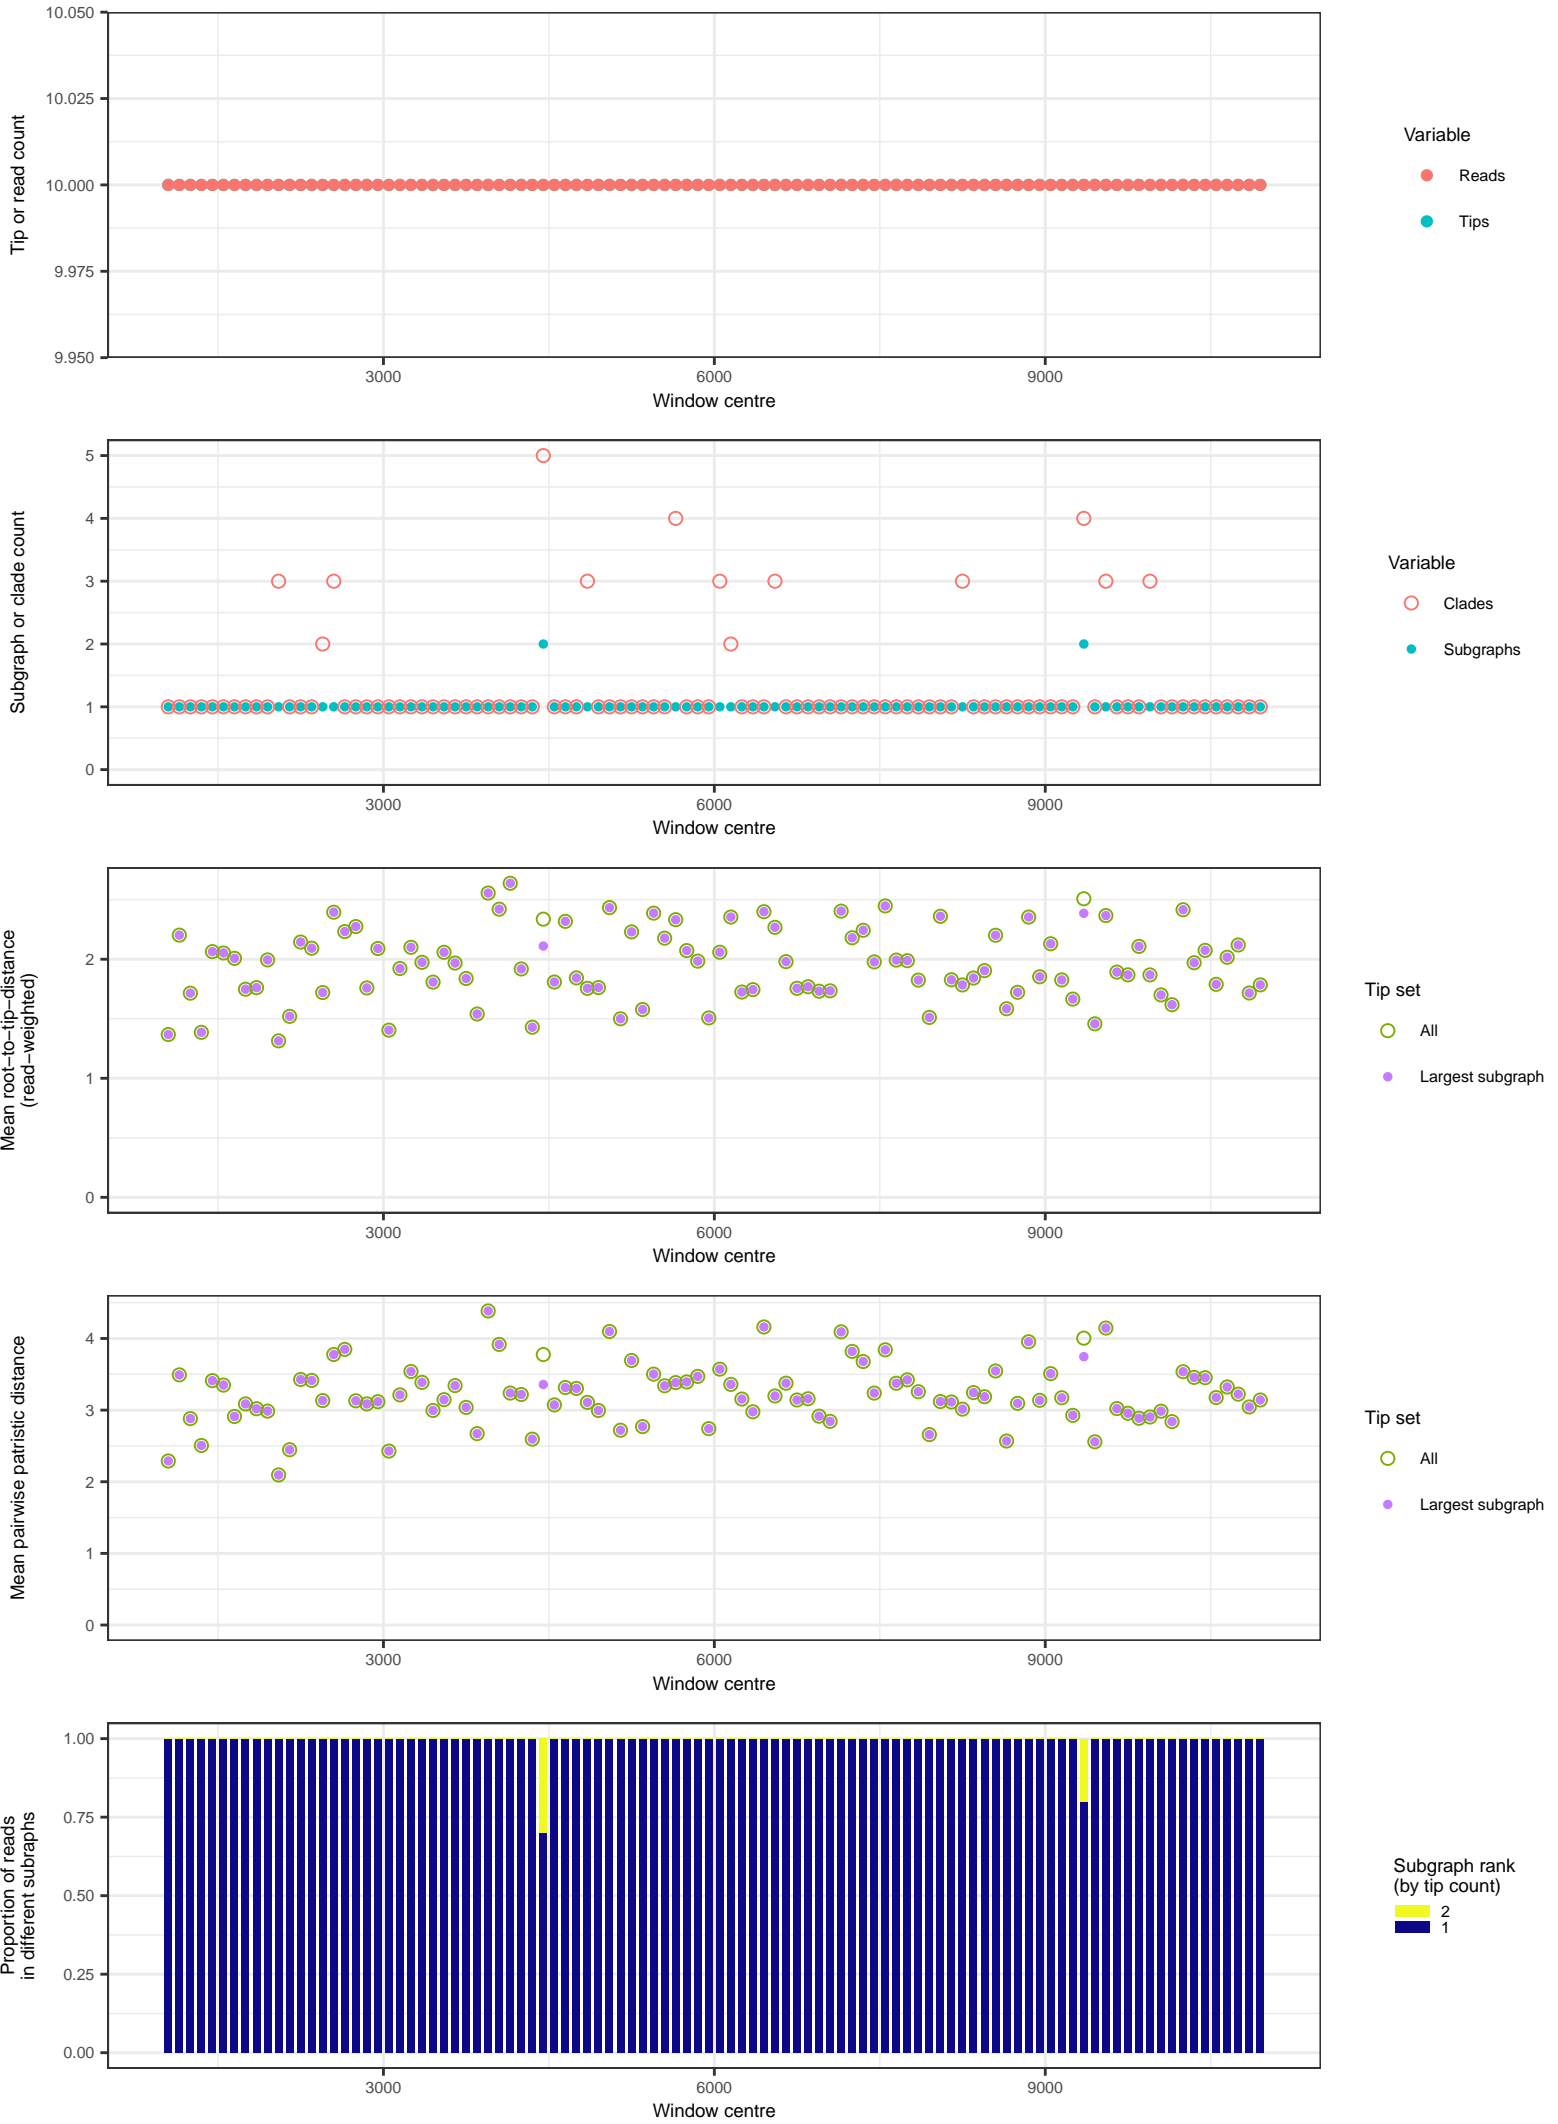 10.050
10.025
10.000
9.975
9.950
Tip or read count
3000 6000 9000
Window centre
Variable
Reads
Tips
5
4
3
2
1
0
Subgraph or clade count
3000 6000 9000
Window centre
Variable
Clades
Subgraphs
2
1
0
Mean root−to−tip−distance
(read−weighted)
3000 6000 9000
Window centre
Tip set
All
Largest subgraph
4
3
2
1
0
Mean pairwise patristic distance
3000 6000 9000
Window centre
Tip set
All
Largest subgraph
1.00
0.75
0.50
0.25
0.00
Proportion of reads
in different subraphs
3000 6000 9000
Window centre
Subgraph rank
(by tip count)
2
1